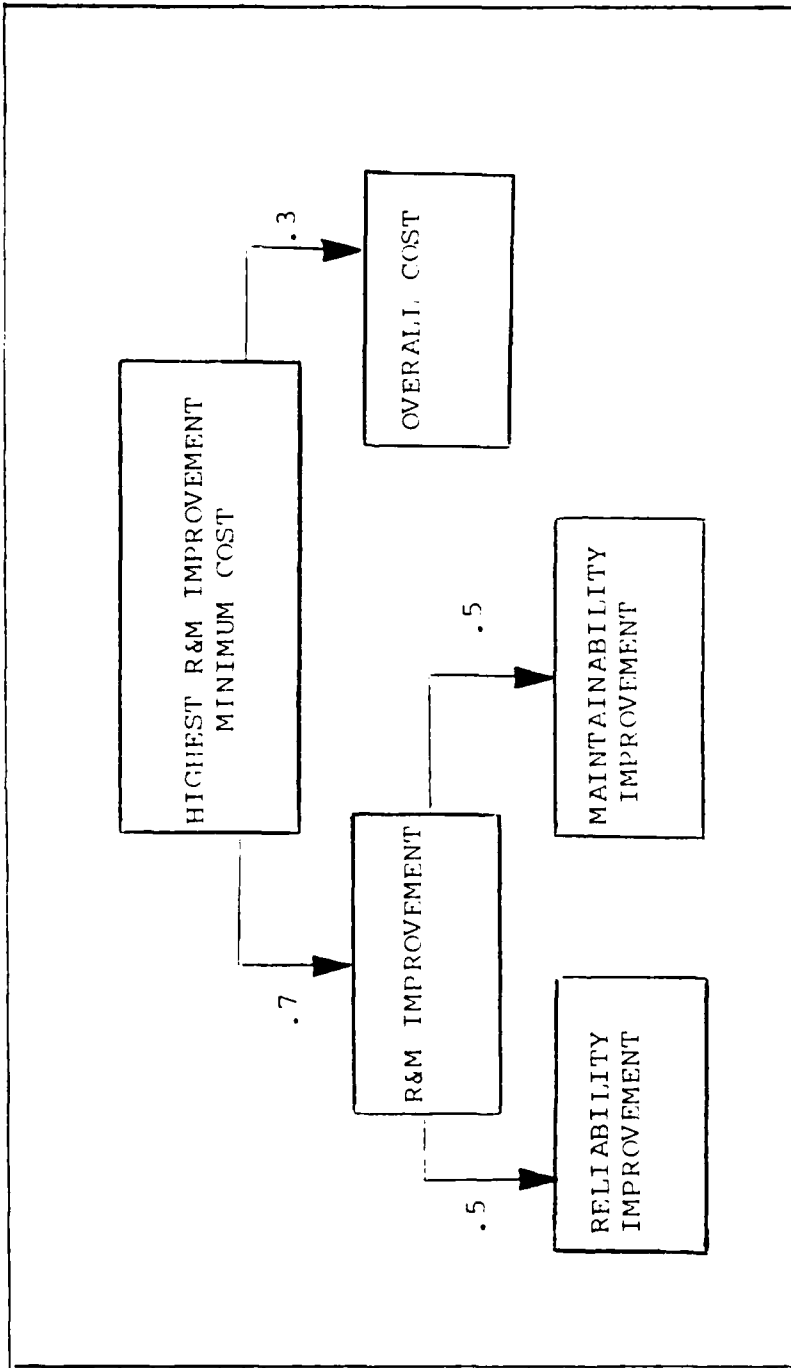 HIGHEST R&M IMPROVEMENT
MINIMUM COST
.7
.3
R&M IMPROVEMENT
OVERALL COST
.5
.5
RELIABILITY
IMPROVEMENT
MAINTAINABILITY
IMPROVEMENT